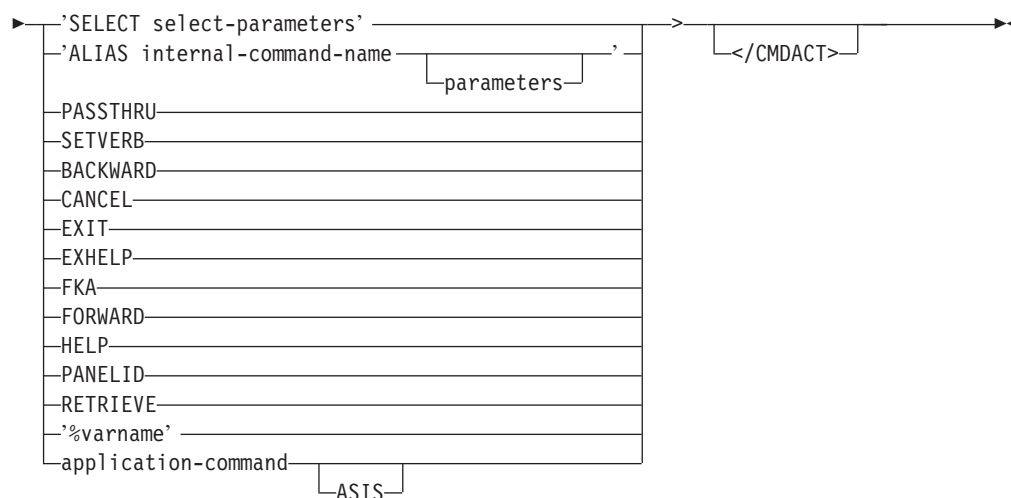 ’SELECT select-parameters’ >
</CMDACT>
’ALIAS internal-command-name ’
parameters
PASSTHRU
SETVERB
BACKWARD
CANCEL
EXIT
EXHELP
FKA
FORWARD
HELP
PANELID
RETRIEVE
’%varname’
application-command
ASIS